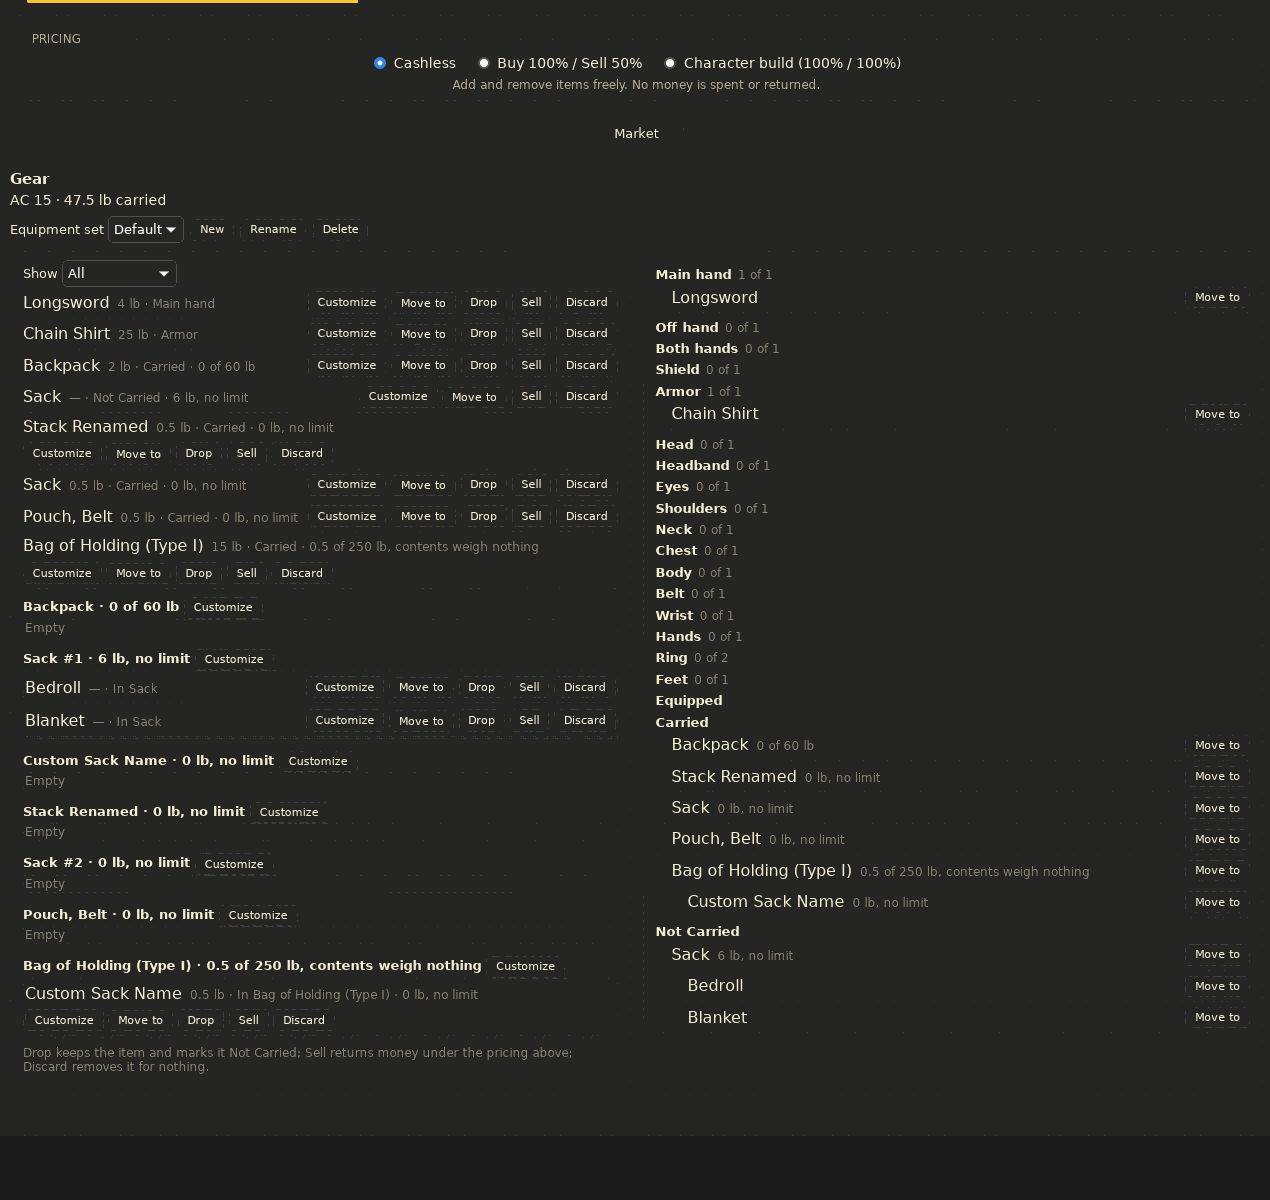 PRICING
Cashless Buy 100% / Sell 50% Character build (100% / 100%)
Add and remove items freely. No money is spent or returned.
Market
Gear
AC 15 · 47.5 lb carried
Equipment set Default New Rename Delete
Show All
Longsword 4 lb · Main hand Customize Move to Drop Sell Discard
Chain Shirt 25 lb · Armor Customize Move to Drop Sell Discard
Backpack 2 lb · Carried · 0 of 60 lb Customize Move to Drop Sell Discard
Sack — · Not Carried · 6 lb, no limit Customize Move to Sell Discard
Stack Renamed 0.5 lb · Carried · 0 lb, no limit
Customize Move to Drop Sell Discard
Sack 0.5 lb · Carried · 0 lb, no limit Customize Move to Drop Sell Discard
Pouch, Belt 0.5 lb · Carried · 0 lb, no limit Customize Move to Drop Sell Discard
Bag of Holding (Type I) 15 lb · Carried · 0.5 of 250 lb, contents weigh nothing
Customize Move to Drop Sell Discard
Backpack · 0 of 60 lb Customize
Empty
Sack #1 · 6 lb, no limit Customize
Bedroll — · In Sack Customize Move to Drop Sell Discard
Blanket — · In Sack Customize Move to Drop Sell Discard
Custom Sack Name · 0 lb, no limit Customize
Empty
Stack Renamed · 0 lb, no limit Customize
Empty
Sack #2 · 0 lb, no limit Customize
Empty
Pouch, Belt · 0 lb, no limit Customize
Empty
Bag of Holding (Type I) · 0.5 of 250 lb, contents weigh nothing Customize
Custom Sack Name 0.5 lb · In Bag of Holding (Type I) · 0 lb, no limit
Customize Move to Drop Sell Discard
Drop keeps the item and marks it Not Carried; Sell returns money under the pricing above;
Discard removes it for nothing.
Main hand 1 of 1
Longsword Move to
Off hand 0 of 1
Both hands 0 of 1
Shield 0 of 1
Armor 1 of 1
Chain Shirt Move to
Head 0 of 1
Headband 0 of 1
Eyes 0 of 1
Shoulders 0 of 1
Neck 0 of 1
Chest 0 of 1
Body 0 of 1
Belt 0 of 1
Wrist 0 of 1
Hands 0 of 1
Ring 0 of 2
Feet 0 of 1
Equipped
Carried
Backpack 0 of 60 lb Move to
Stack Renamed 0 lb, no limit Move to
Sack 0 lb, no limit Move to
Pouch, Belt 0 lb, no limit Move to
Bag of Holding (Type I) 0.5 of 250 lb, contents weigh nothing Move to
Custom Sack Name 0 lb, no limit Move to
Not Carried
Sack 6 lb, no limit Move to
Bedroll Move to
Blanket Move to